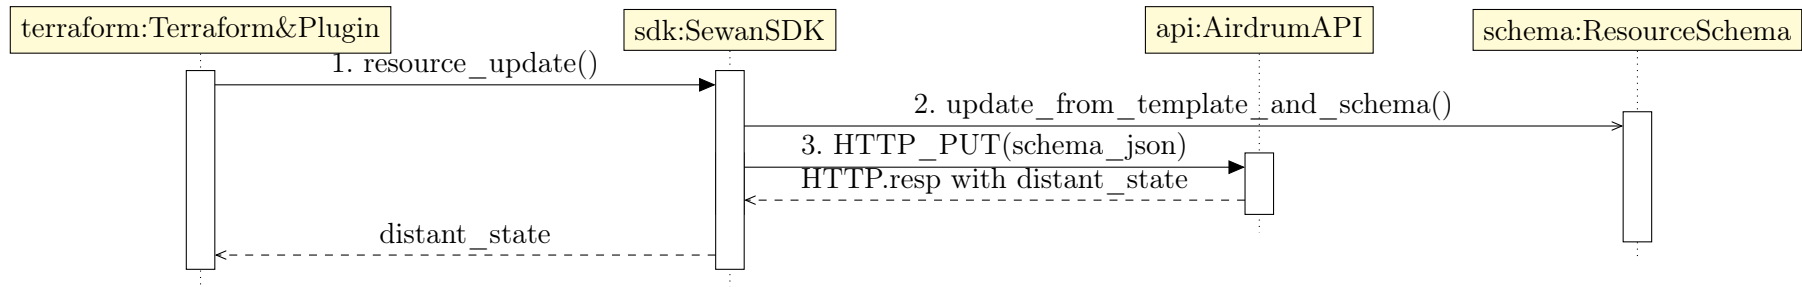 terraform:Terraform&Plugin
sdk:SewanSDK
api:AirdrumAPI
schema:ResourceSchema
1. resource_update()
2. update_from_template_and_schema()
3. HTTP_PUT(schema_json)
HTTP.resp with distant_state
distant_state